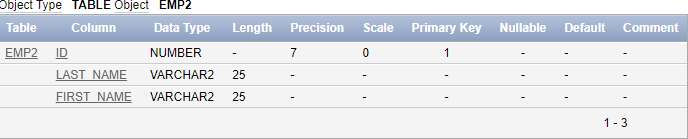 Object Type TABLE Object EMP2
Table Column Data Type Length Precision Scale Primary Key Nullable Default Comment
EMP2 ID NUMBER - 7 0 1 - - -
LAST_NAME VARCHAR2 25 - - - - - -
FIRST_NAME VARCHAR2 25 - - - - - -
1 - 3